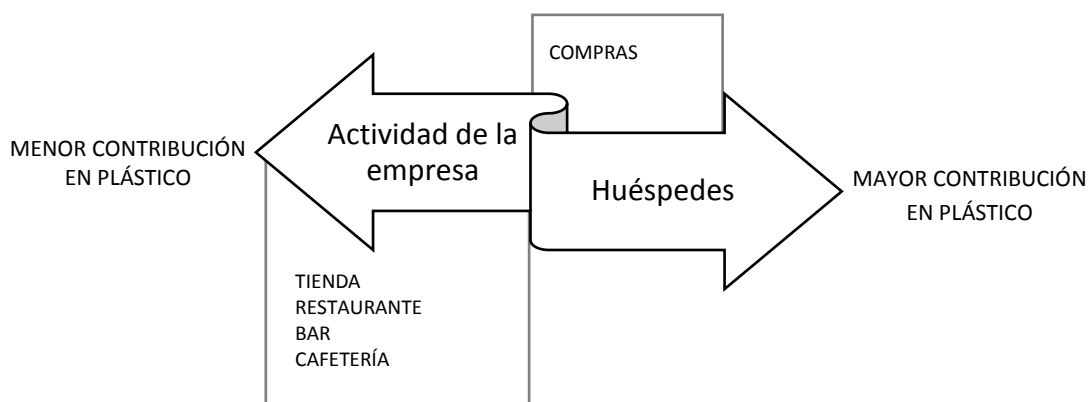 COMPRAS
Actividad de la
empresa
MENOR CONTRIBUCIÓN
EN PLÁSTICO
Huéspedes
MAYOR CONTRIBUCIÓN
EN PLÁSTICO
TIENDA
RESTAURANTE
BAR
CAFETERÍA